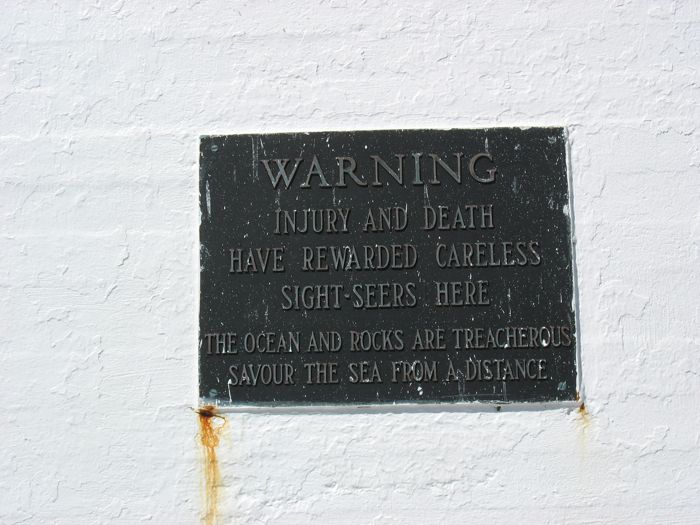 WARNING
INJURY AND DEATH
HAVE REWARDED CARELESS
SIGHT-SEERS HERE
THE OCEAN AND ROCKS ARE TREACHEROUS
SAVOUR THE SEA FROM A DISTANCE